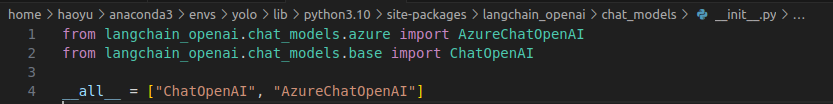 home > haoyu > anaconda3 > envs > yolo > lib > python3.10 > site-packages > langchain_openai > chat_models > __init__.py > ...
1 from langchain_openai.chat_models.azure import AzureChatOpenAI
2 from langchain_openai.chat_models.base import ChatOpenAI
3
4 __all__ = ["ChatOpenAI", "AzureChatOpenAI"]